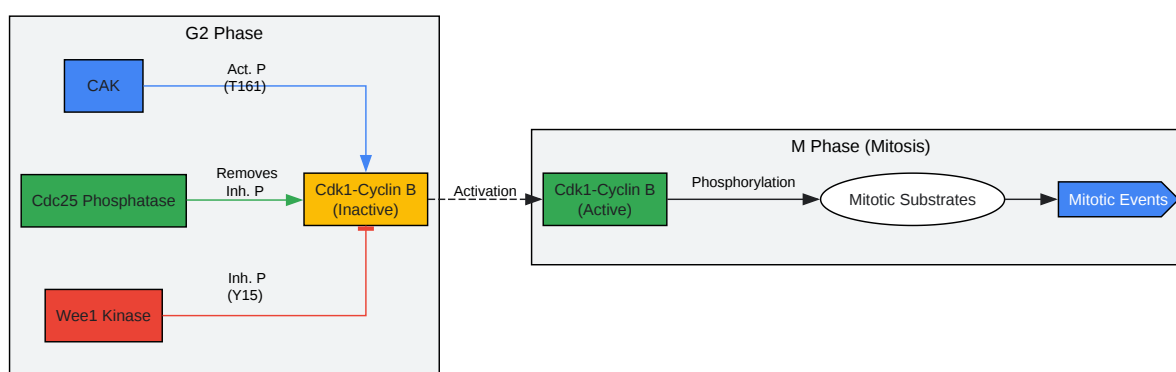 G2 Phase
CAK
Act. P
(T161)
Cdc25 Phosphatase
Removes
Inh. P
Cdk1-Cyclin B
(Inactive)
Wee1 Kinase
Inh. P
(Y15)
Activation
M Phase (Mitosis)
Cdk1-Cyclin B
(Active)
Phosphorylation
Mitotic Substrates
Mitotic Events